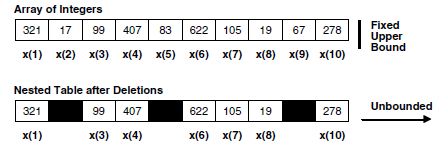 Array of Integers
321 17 99 407 83 622 105 19 67 278
Fixed
Upper
Bound
x(1) x(2) x(3) x(4) x(5) x(6) x(7) x(8) x(9) x(10)
Nested Table after Deletions
321 99 407 622 105 19 278
Unbounded
x(1) x(3) x(4) x(6) x(7) x(8) x(10)